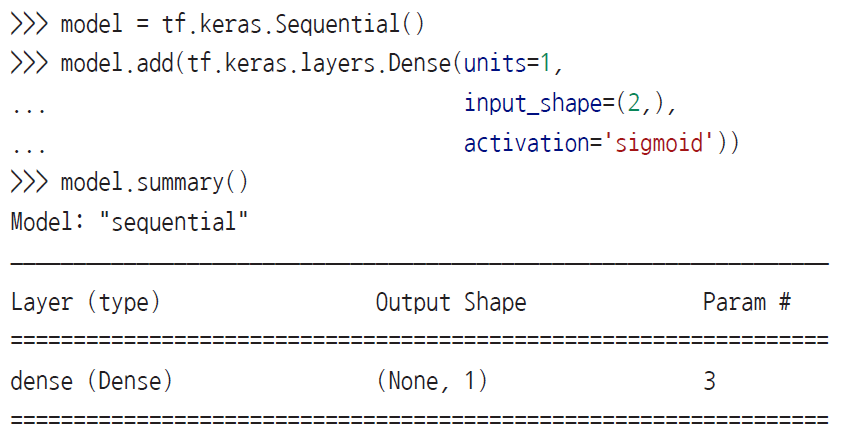 >>> model = tf.keras.Sequential()
>>> model.add(tf.keras.layers.Dense(units=1,
...                                 input_shape=(2,),
...                                 activation='sigmoid'))
>>> model.summary()
Model: "sequential"
_________________________________________________________________
Layer (type)                 Output Shape              Param #
=================================================================
dense (Dense)                (None, 1)                 3
=================================================================